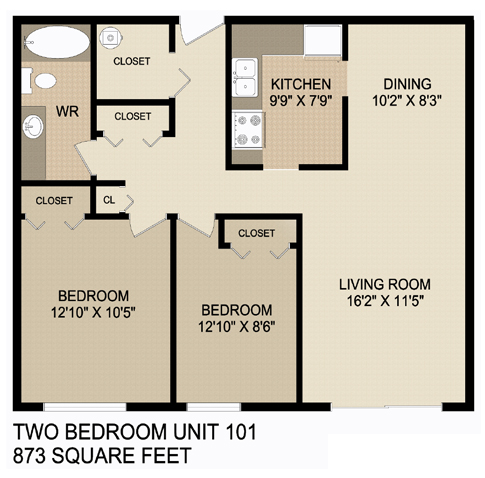 CLOSET
KITCHEN
9'9" X 7'9"
DINING
10'2" X 8'3"
WR
CLOSET
CLOSET
CL
CLOSET
BEDROOM
12'10" X 10'5"
BEDROOM
12'10" X 8'6"
LIVING ROOM
16'2" X 11'5"
TWO BEDROOM UNIT 101
873 SQUARE FEET